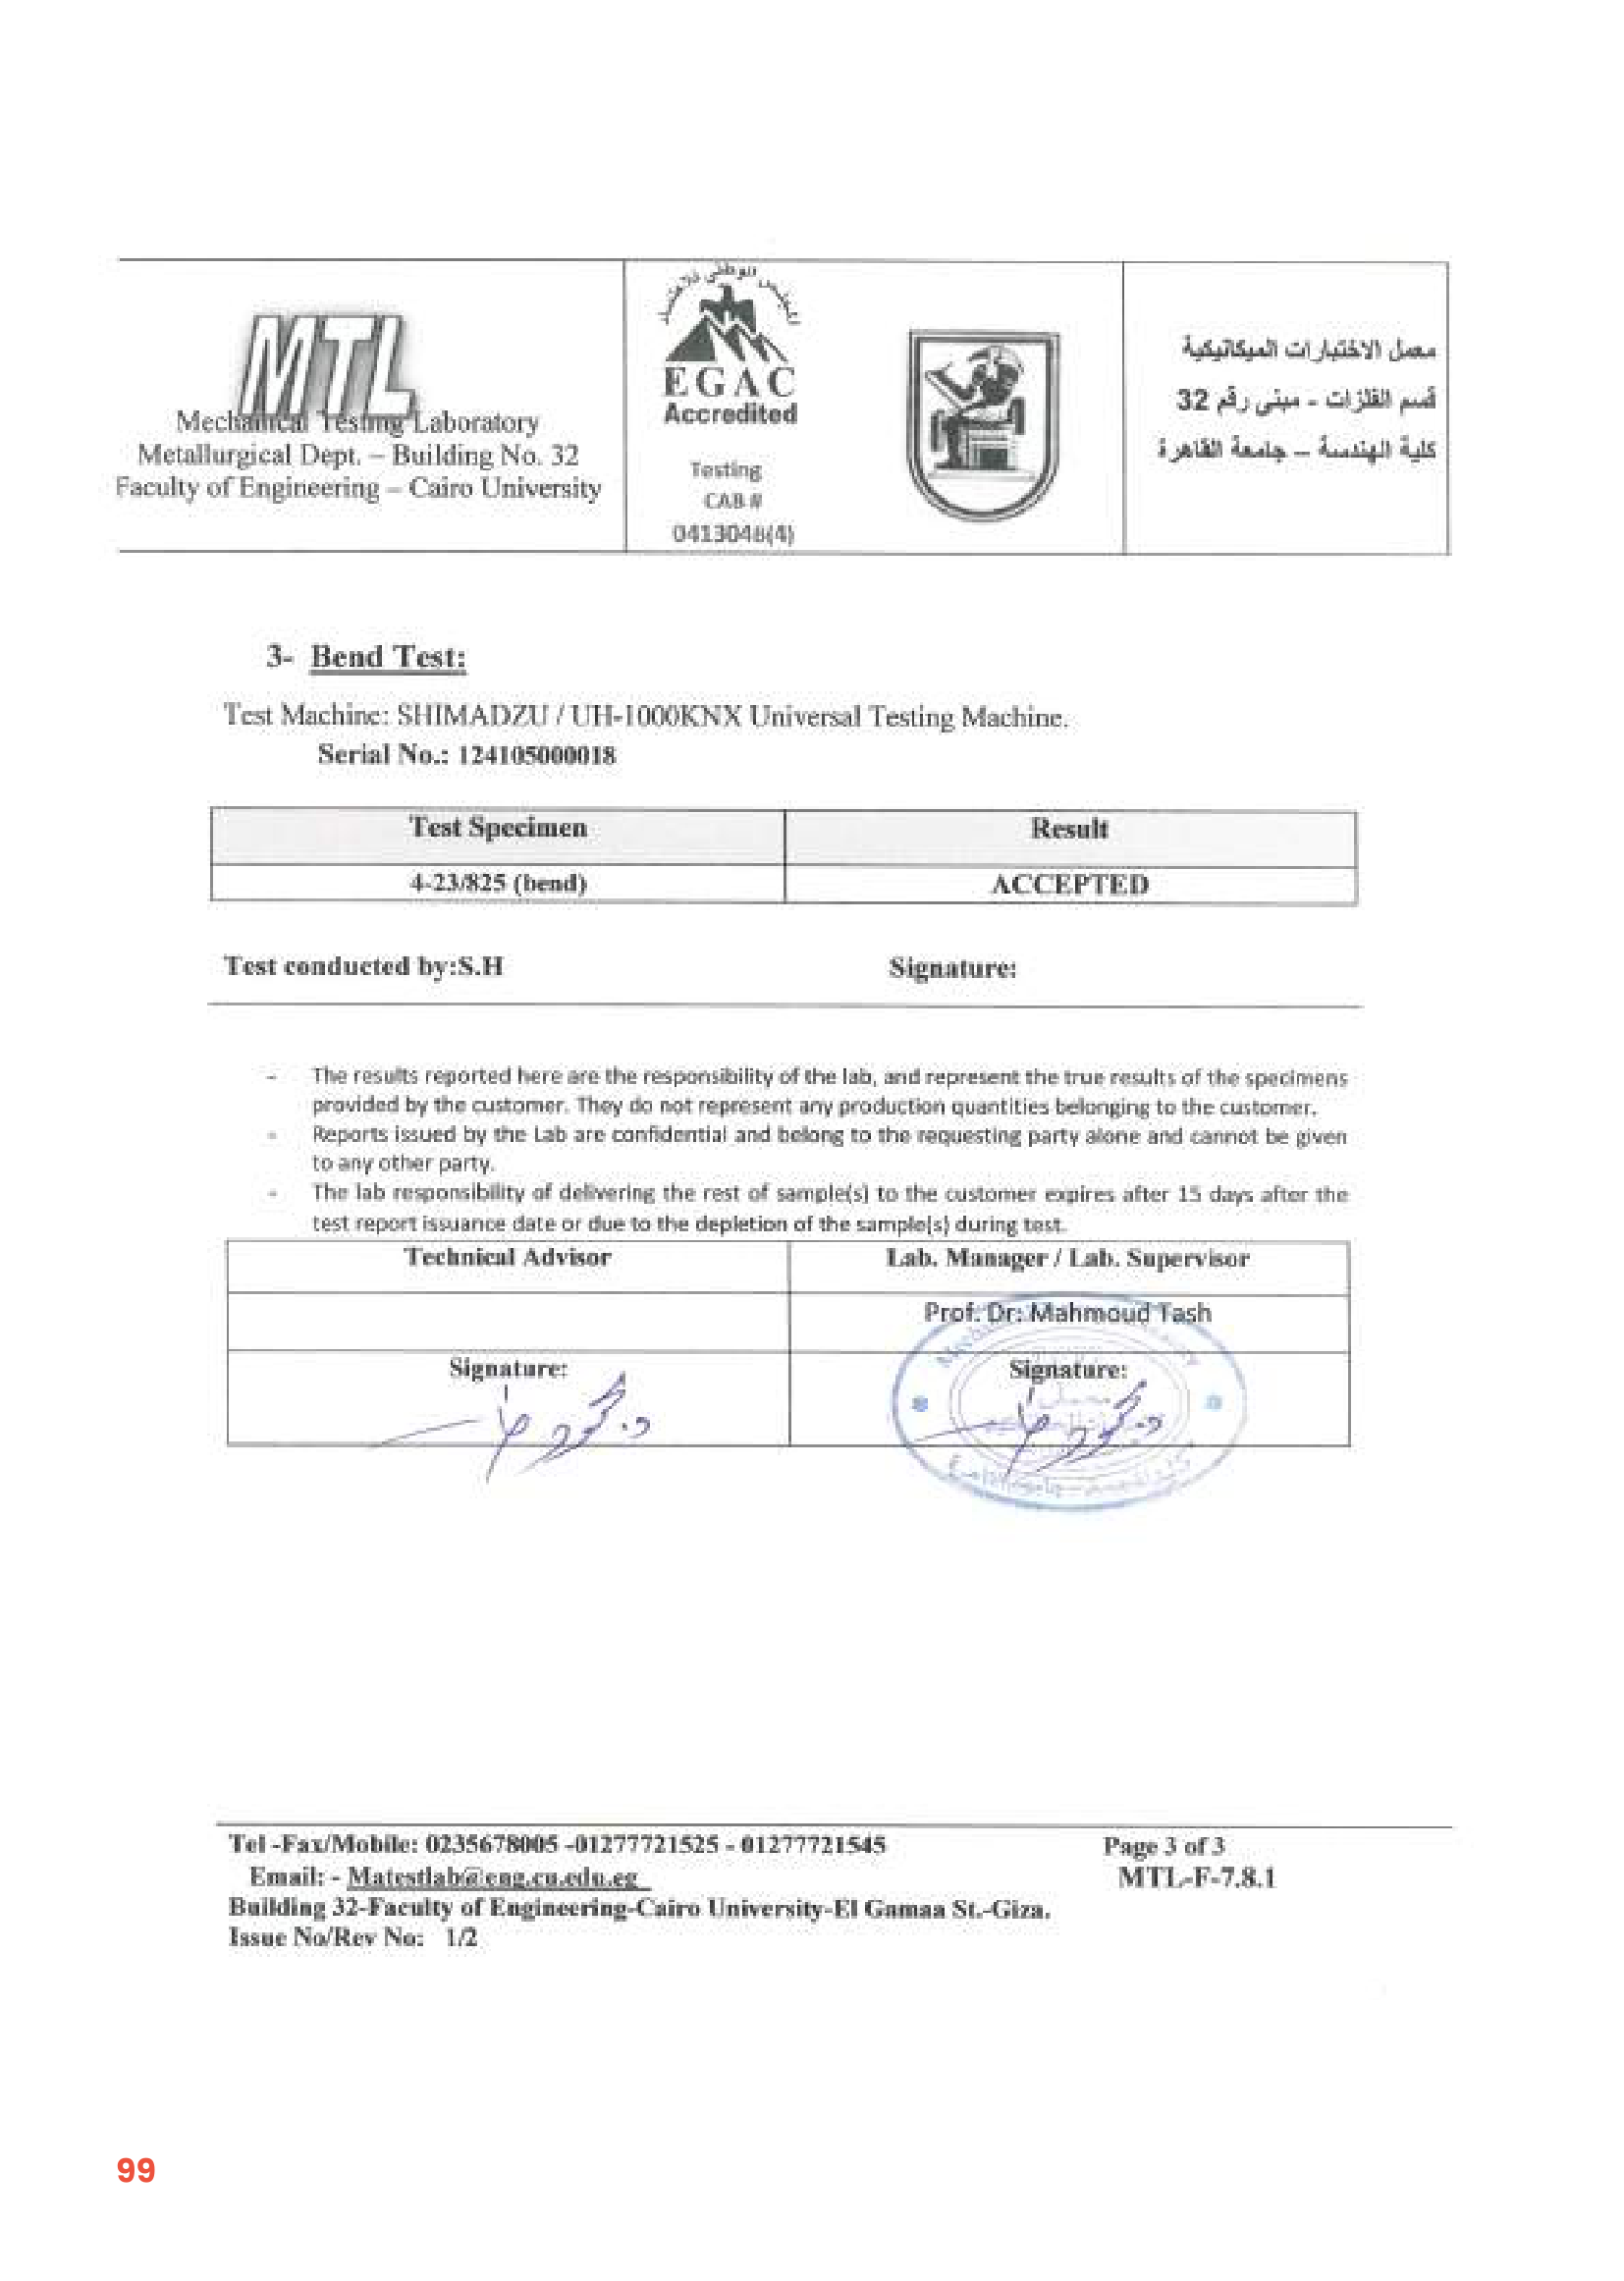 MTL
Mechanical Testing Laboratory
Metallurgical Dept. – Building No. 32
Faculty of Engineering – Cairo University
EGAC
Accredited
Testing
CAB #
041304B(4)
معمل الاختبارات الميكانيكية
قسم الفلزات - مبنى رقم 32
كلية الهندسة – جامعة القاهرة
3- Bend Test:
Test Machine: SHIMADZU / UH-1000KNX Universal Testing Machine.
Serial No.: 124105000018
Test Specimen Result
4-23/825 (bend) ACCEPTED
Test conducted by:S.H Signature:
- The results reported here are the responsibility of the lab, and represent the true results of the specimens
provided by the customer. They do not represent any production quantities belonging to the customer.
- Reports issued by the Lab are confidential and belong to the requesting party alone and cannot be given
to any other party.
- The lab responsibility of delivering the rest of sample(s) to the customer expires after 15 days after the
test report issuance date or due to the depletion of the sample(s) during test.
Technical Advisor Lab. Manager / Lab. Supervisor
Prof. Dr: Mahmoud Tash
Signature: Signature:
Tel -Fax/Mobile: 0235678005 -01277721525 - 01277721545 Page 3 of 3
Email: - Matestlab@eng.cu.edu.eg MTL-F-7.8.1
Building 32-Faculty of Engineering-Cairo University-El Gamaa St.-Giza.
Issue No/Rev No: 1/2
99